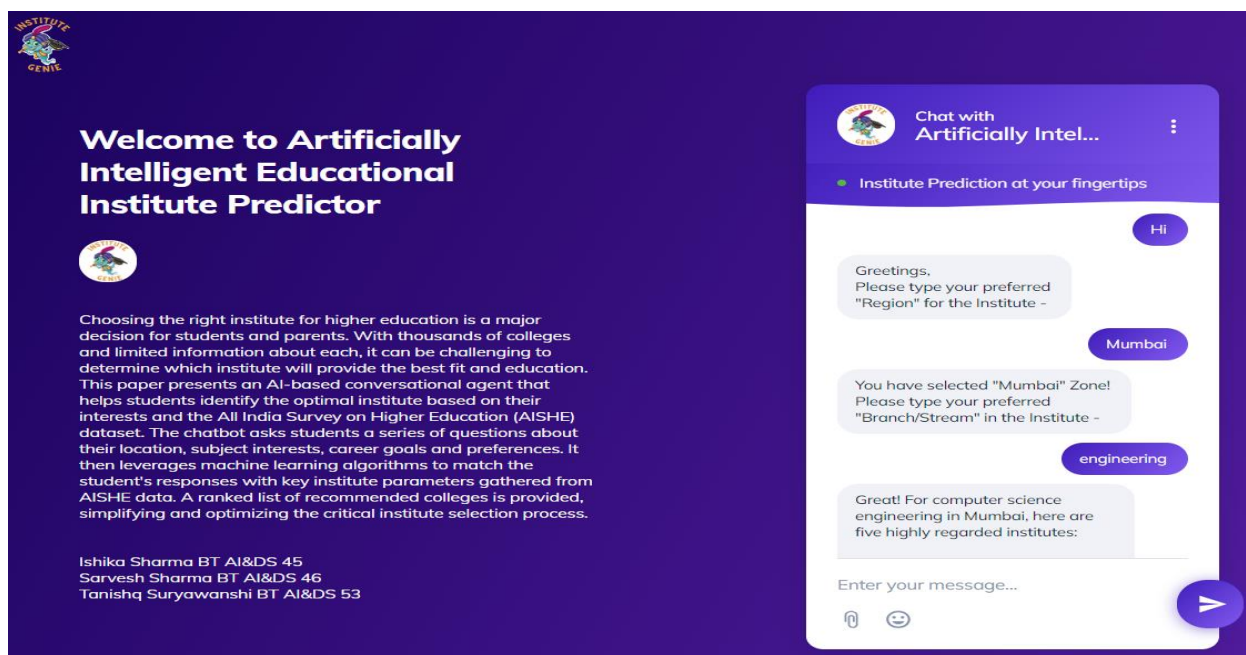 INSTITUTE
GENIE
Welcome to Artificially
Intelligent Educational
Institute Predictor
INSTITUTE
GENIE
Choosing the right institute for higher education is a major
decision for students and parents. With thousands of colleges
and limited information about each, it can be challenging to
determine which institute will provide the best fit and education.
This paper presents an AI-based conversational agent that
helps students identify the optimal institute based on their
interests and the All India Survey on Higher Education (AISHE)
dataset. The chatbot asks students a series of questions about
their location, subject interests, career goals and preferences. It
then leverages machine learning algorithms to match the
student's responses with key institute parameters gathered from
AISHE data. A ranked list of recommended colleges is provided,
simplifying and optimizing the critical institute selection process.
Ishika Sharma BT AI&DS 45
Sarvesh Sharma BT AI&DS 46
Tanishq Suryawanshi BT AI&DS 53
INSTITUTE
GENIE
Chat with
Artificially Intel...
Institute Prediction at your fingertips
Hi
Greetings,
Please type your preferred
"Region" for the Institute -
Mumbai
You have selected "Mumbai" Zone!
Please type your preferred
"Branch/Stream" in the Institute -
engineering
Great! For computer science
engineering in Mumbai, here are
five highly regarded institutes:
Enter your message...